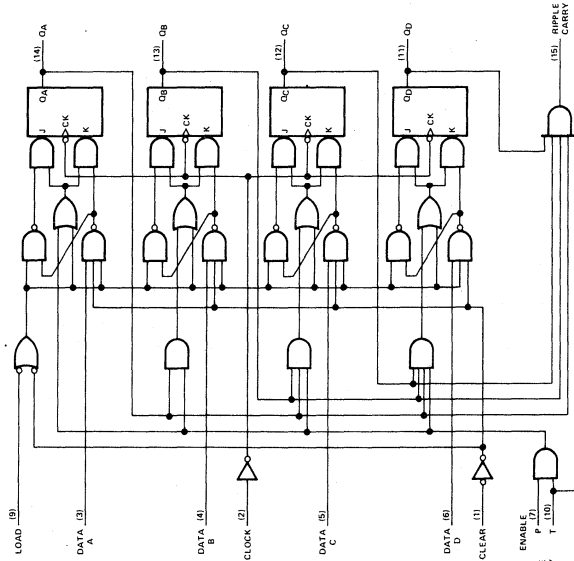 LOAD (9)
DATA A (3)
DATA B (4)
CLOCK (2)
DATA C (5)
DATA D (6)
CLEAR (1)
ENABLE
P (7)
T (10)
J
CK
K
QA
(14) QA
J
CK
K
QB
(13) QB
J
CK
K
QC
(12) QC
J
CK
K
QD
(11) QD
(15) RIPPLE CARRY